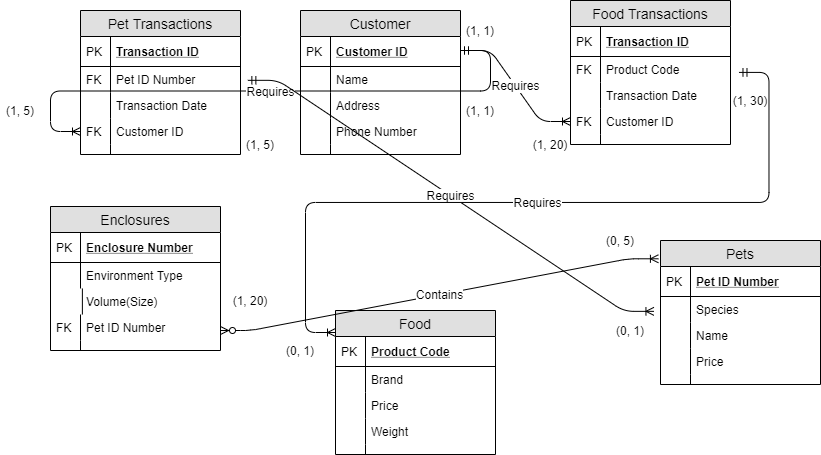 Pet Transactions
PK Transaction ID
FK Pet ID Number
Transaction Date
FK Customer ID
Customer
PK Customer ID
Name
Address
Phone Number
Food Transactions
PK Transaction ID
FK Product Code
Transaction Date
FK Customer ID
(1, 1)
Requires
Requires
(1, 5)
(1, 1)
(1, 30)
(1, 5)
(1, 20)
Requires
Requires
Enclosures
PK Enclosure Number
Environment Type
Volume(Size)
FK Pet ID Number
(0, 5)
Pets
PK Pet ID Number
Species
Name
Price
(1, 20)
Contains
(0, 1)
(0, 1)
Food
PK Product Code
Brand
Price
Weight